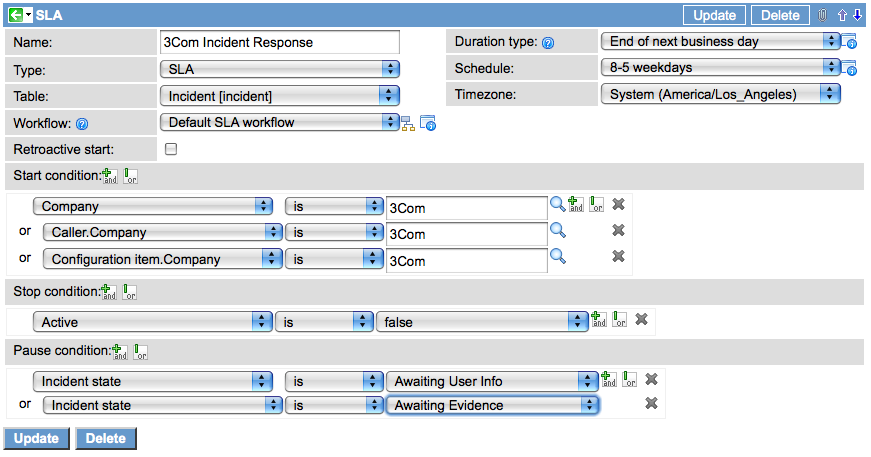 SLA Update Delete
Name: 3Com Incident Response Duration type: End of next business day
Type: SLA Schedule: 8-5 weekdays
Table: Incident [incident] Timezone: System (America/Los_Angeles)
Workflow: Default SLA workflow
Retroactive start:
Start condition: and or
Company is 3Com and or
or Caller.Company is 3Com
or Configuration item.Company is 3Com
Stop condition: and or
Active is false and or
Pause condition: and or
Incident state is Awaiting User Info and or
or Incident state is Awaiting Evidence
Update Delete